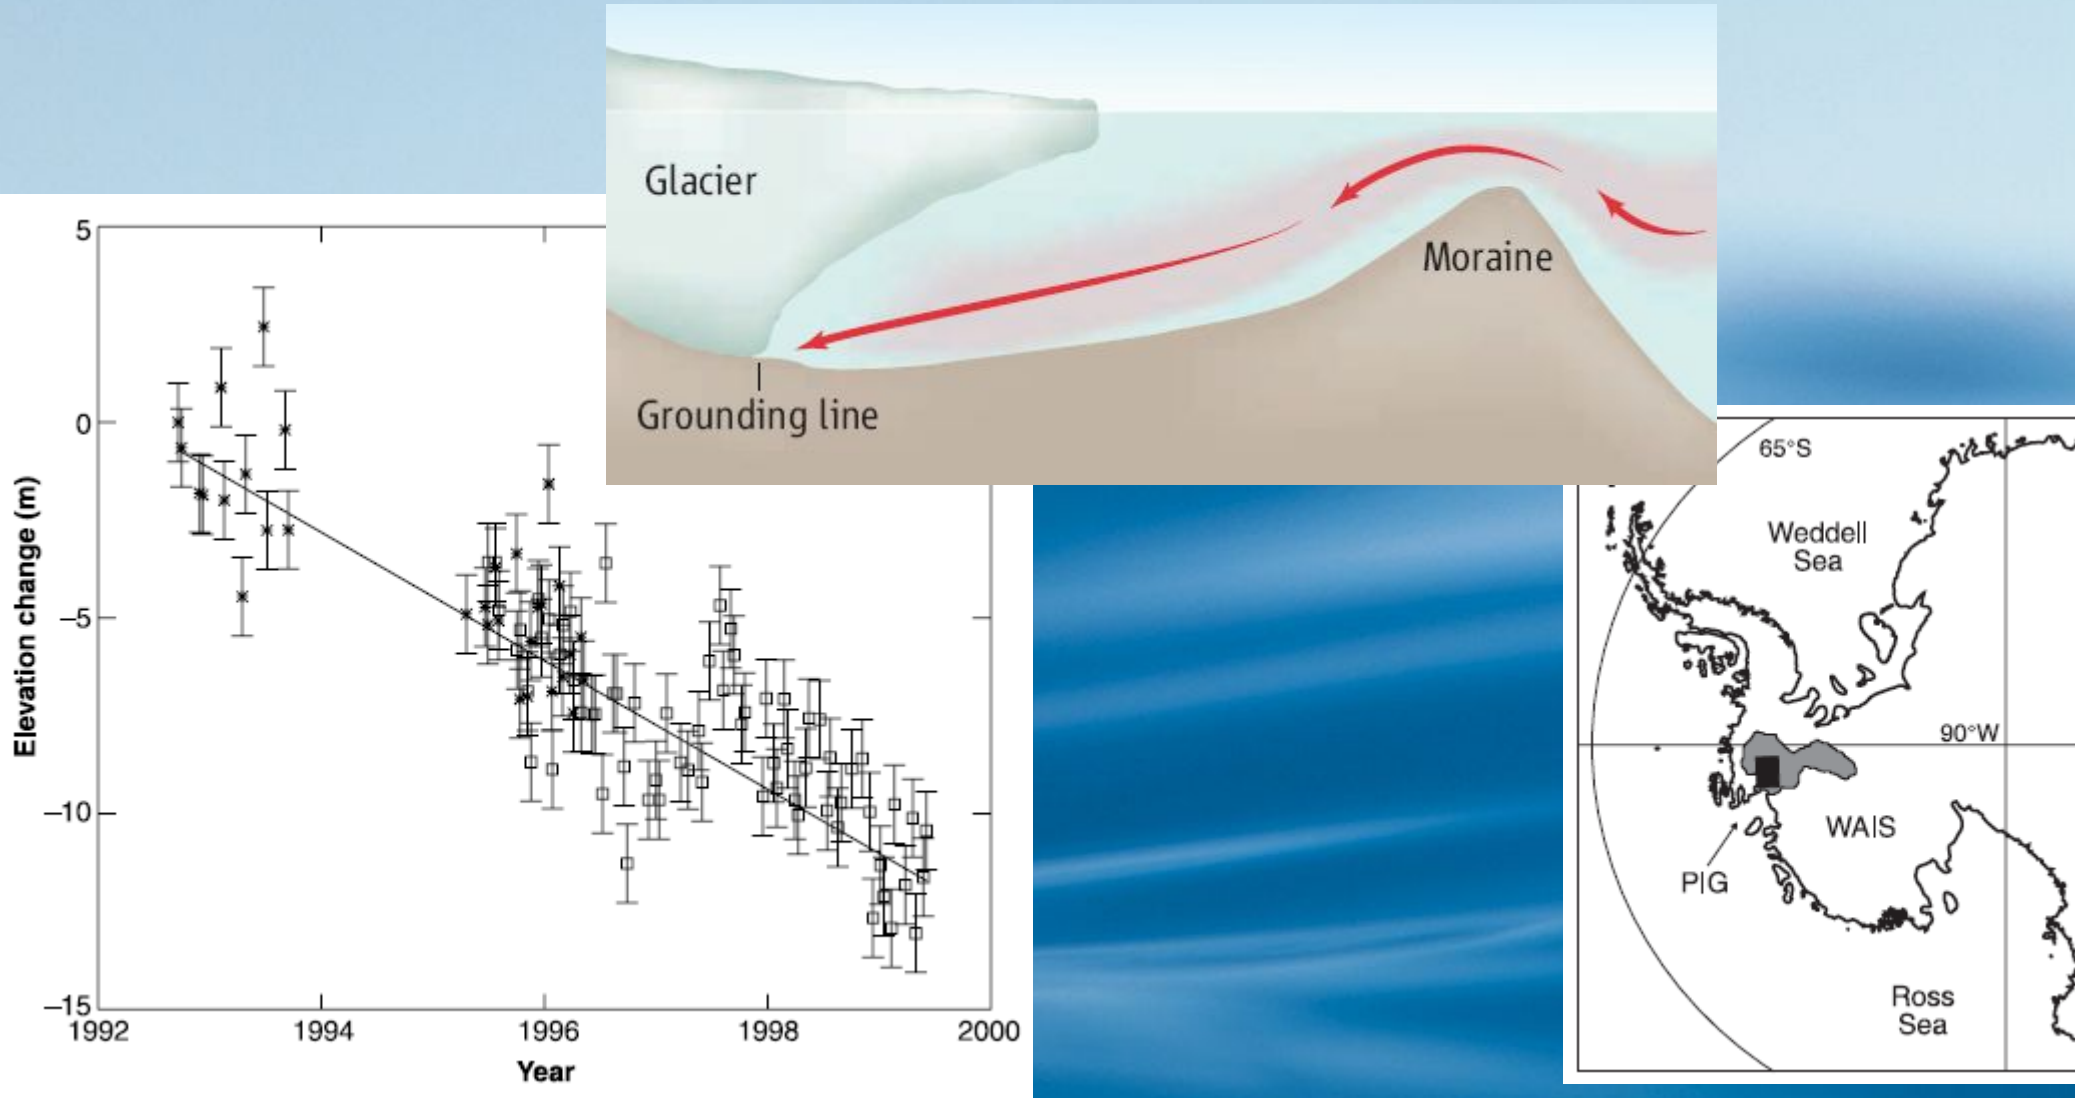 Glacier
Moraine
Grounding line
5
0
–5
–10
–15
1992
1994
1996
1998
2000
Elevation change (m)
Year
65°S
Weddell
Sea
90°W
WAIS
PIG
Ross
Sea